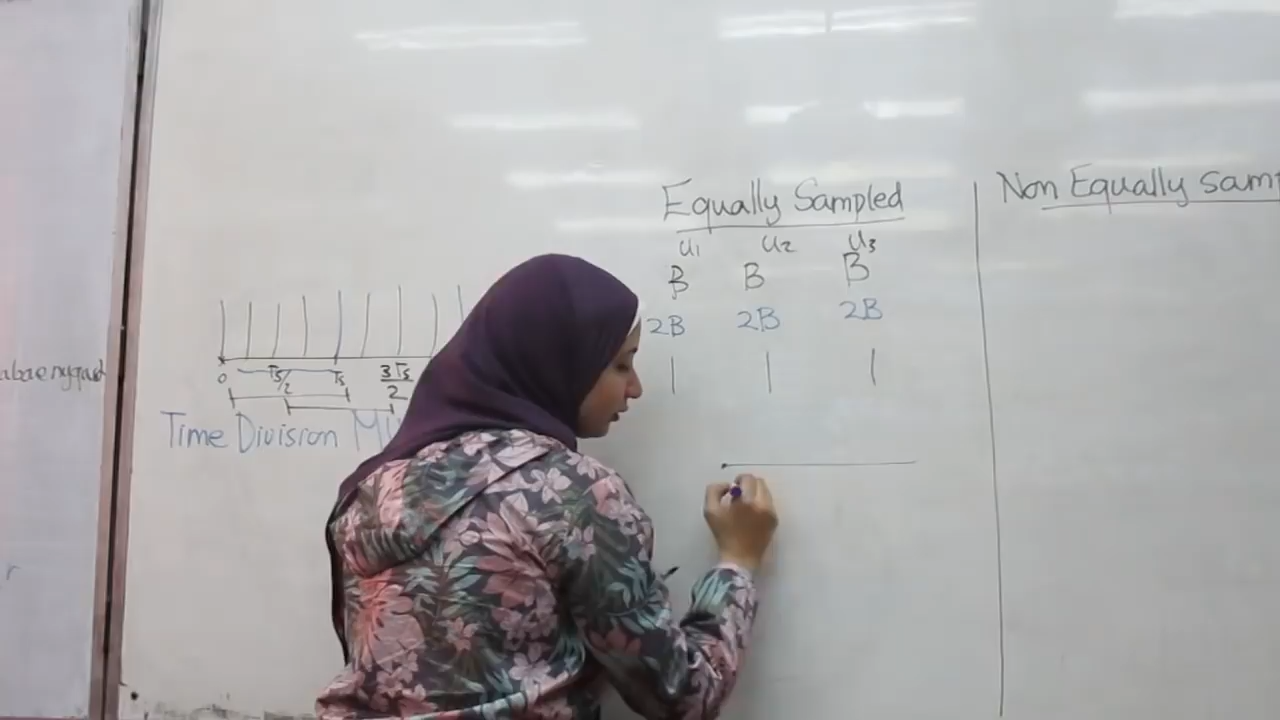 Equally Sampled
u₁ u₂ u₃
B B B
2B 2B 2B
| | |
Non Equally Samp
0 Ts/2 Ts 3Ts/2
Time Division Mu